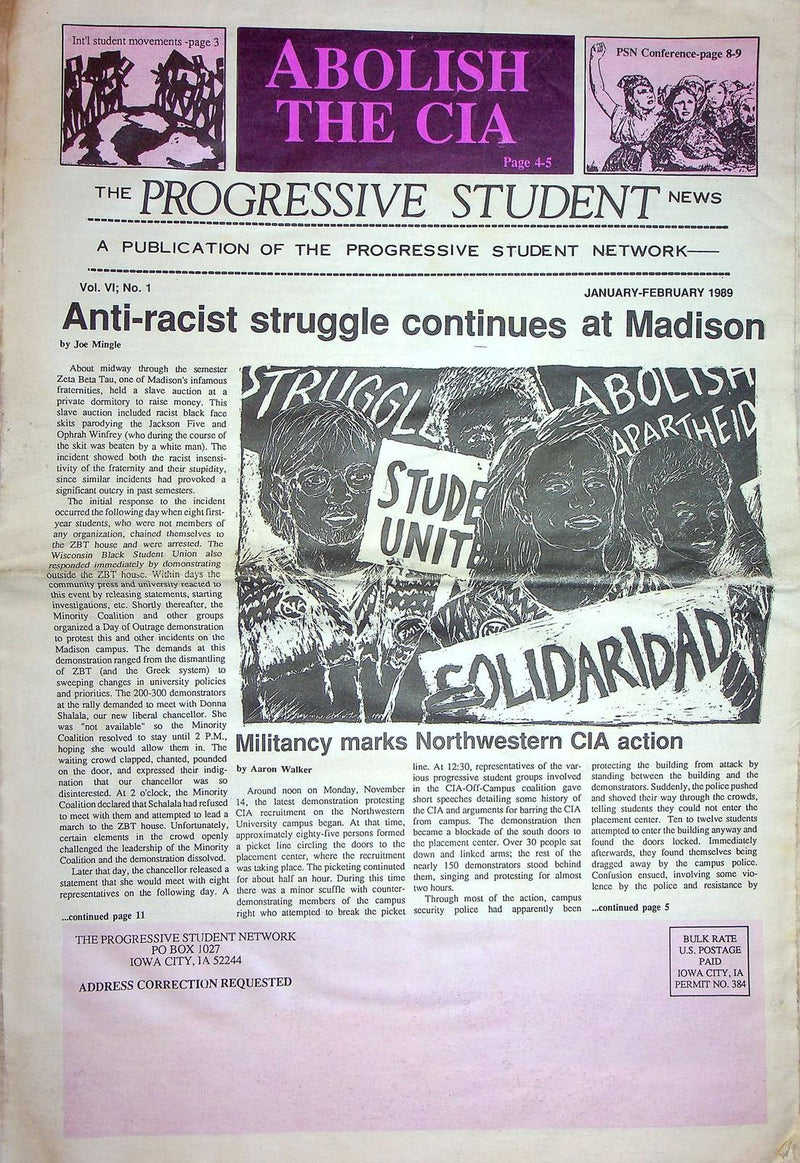 Int'l student movements -page 3
ABOLISH
THE CIA
Page 4-5
PSN Conference-page 8-9
THE PROGRESSIVE STUDENT NEWS
A PUBLICATION OF THE PROGRESSIVE STUDENT NETWORK
Vol. VI; No. 1
JANUARY-FEBRUARY 1989
Anti-racist struggle continues at Madison
by Joe Mingle
About midway through the semester
Zeta Beta Tau, one of Madison's infamous
fraternities, held a slave auction at a
private dormitory to raise money. This
slave auction included racist black face
skits parodying the Jackson Five and
Ophrah Winfrey (who during the course of
the skit was beaten by a white man). The
incident showed both the racist insensi-
tivity of the fraternity and their stupidity,
since similar incidents had provoked a
significant outcry in past semesters.
The initial response to the incident
occurred the following day when eight first-
year students, who were not members of
any organization, chained themselves to
the ZBT house and were arrested. The
Wisconsin Black Student Union also
responded immediately by demonstrating
outside the ZBT house. Within days the
community press and university reacted to
this event by releasing statements, starting
investigations, etc. Shortly thereafter, the
Minority Coalition and other groups
organized a Day of Outrage demonstration
to protest this and other incidents on the
Madison campus. The demands at this
demonstration ranged from the dismantling
of ZBT (and the Greek system) to
sweeping changes in university policies
and priorities. The 200-300 demonstrators
at the rally demanded to meet with Donna
Shalala, our new liberal chancellor. She
was "not available" so the Minority
Coalition resolved to stay until 2 P.M.,
hoping she would allow them in. The
waiting crowd clapped, chanted, pounded
on the door, and expressed their indig-
nation that our chancellor was so
disinterested. At 2 o'clock, the Minority
Coalition declared that Schalala had refused
to meet with them and attempted to lead a
march to the ZBT house. Unfortunately,
certain elements in the crowd openly
challenged the leadership of the Minority
Coalition and the demonstration dissolved.
Later that day, the chancellor released a
statement that she would meet with eight
representatives on the following day. A
...continued page 11
STRUGGL
ABOLISH
APARTHEID
STUDE
UNITE
SOLIDARIDAD
Militancy marks Northwestern CIA action
by Aaron Walker
Around noon on Monday, November
14, the latest demonstration protesting
CIA recruitment on the Northwestern
University campus began. At that time,
approximately eighty-five persons formed
a picket line circling the doors to the
placement center, where the recruitment
was taking place. The picketing continued
for about half an hour. During this time
there was a minor scuffle with counter-
demonstrating members of the campus
right who attempted to break the picket
line. At 12:30, representatives of the var-
ious progressive student groups involved
in the CIA-Off-Campus coalition gave
short speeches detailing some history of
the CIA and arguments for barring the CIA
from campus. The demonstration then
became a blockade of the south doors to
the placement center. Over 30 people sat
down and linked arms; the rest of the
nearly 150 demonstrators stood behind
them, singing and protesting for almost
two hours.
Through most of the action, campus
security police had apparently been
protecting the building from attack by
standing between the building and the
demonstrators. Suddenly, the police pushed
and shoved their way through the crowds,
telling students they could not enter the
placement center. Ten to twelve students
attempted to enter the building anyway and
found the doors locked. Immediately
afterwards, they found themselves being
dragged away by the campus police.
Confusion ensued, involving some vio-
lence by the police and resistance by
...continued page 5
THE PROGRESSIVE STUDENT NETWORK
PO BOX 1027
IOWA CITY, IA 52244
ADDRESS CORRECTION REQUESTED
BULK RATE
U.S. POSTAGE
PAID
IOWA CITY, IA
PERMIT NO. 384